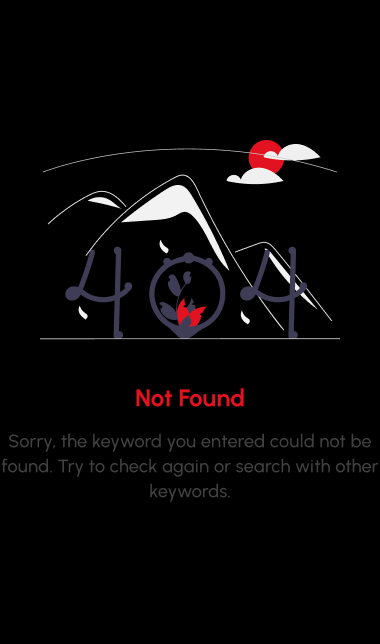 404
Not Found
Sorry, the keyword you entered could not be
found. Try to check again or search with other
keywords.